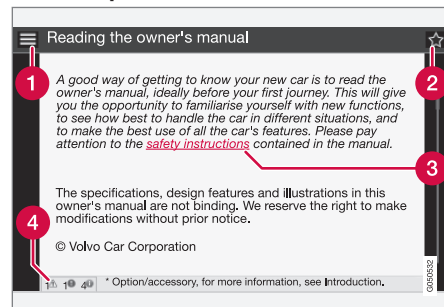 Reading the owner's manual
1
2
A good way of getting to know your new car is to read the
owner's manual, ideally before your first journey. This will give
you the opportunity to familiarise yourself with new functions,
to see how best to handle the car in different situations, and
to make the best use of all the car's features. Please pay
attention to the safety instructions contained in the manual.
3
The specifications, design features and illustrations in this
owner's manual are not binding. We reserve the right to make
modifications without prior notice.
4
© Volvo Car Corporation
1 1 4 * Option/accessory, for more information, see Introduction.
G050532